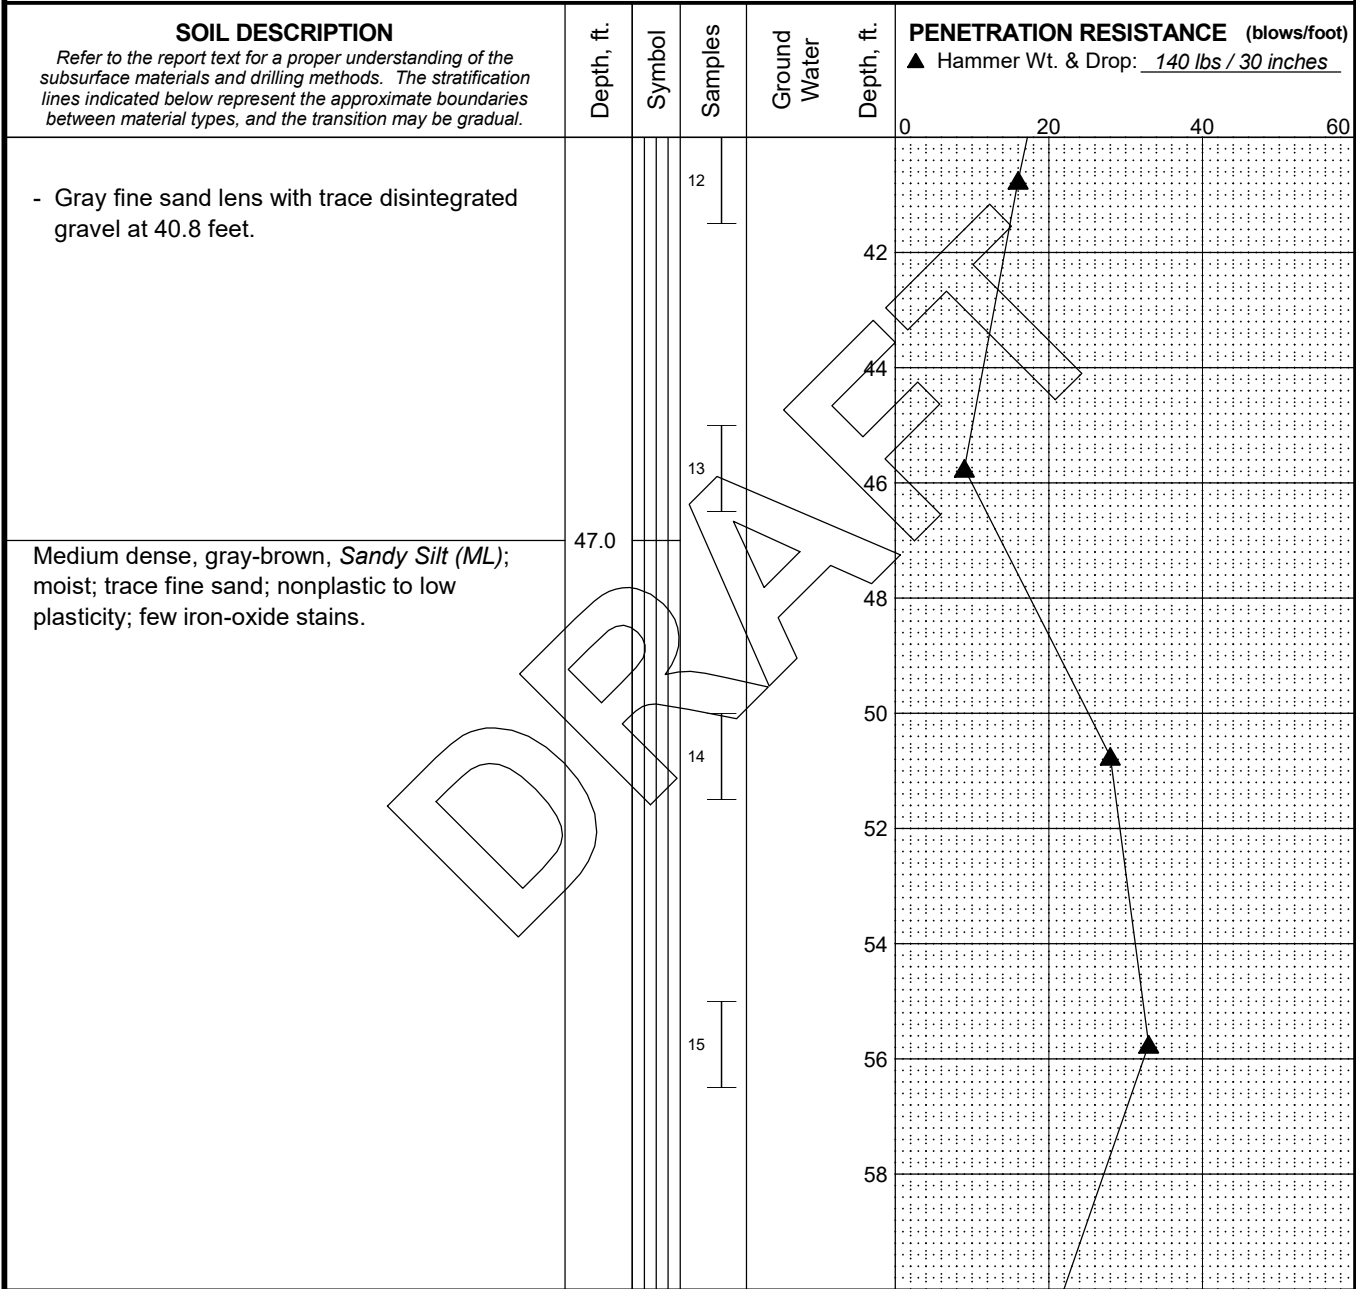 SOIL DESCRIPTION
Refer to the report text for a proper understanding of the
subsurface materials and drilling methods. The stratification
lines indicated below represent the approximate boundaries
between material types, and the transition may be gradual.
Depth, ft.
Symbol
Samples
Ground
Water
Depth, ft.
PENETRATION RESISTANCE (blows/foot)
▲ Hammer Wt. & Drop: 140 lbs / 30 inches
0 20 40 60
- Gray fine sand lens with trace disintegrated
gravel at 40.8 feet.
12
42
44
13
46
47.0
Medium dense, gray-brown, Sandy Silt (ML);
moist; trace fine sand; nonplastic to low
plasticity; few iron-oxide stains.
48
50
14
52
54
15
56
58
DRAFT